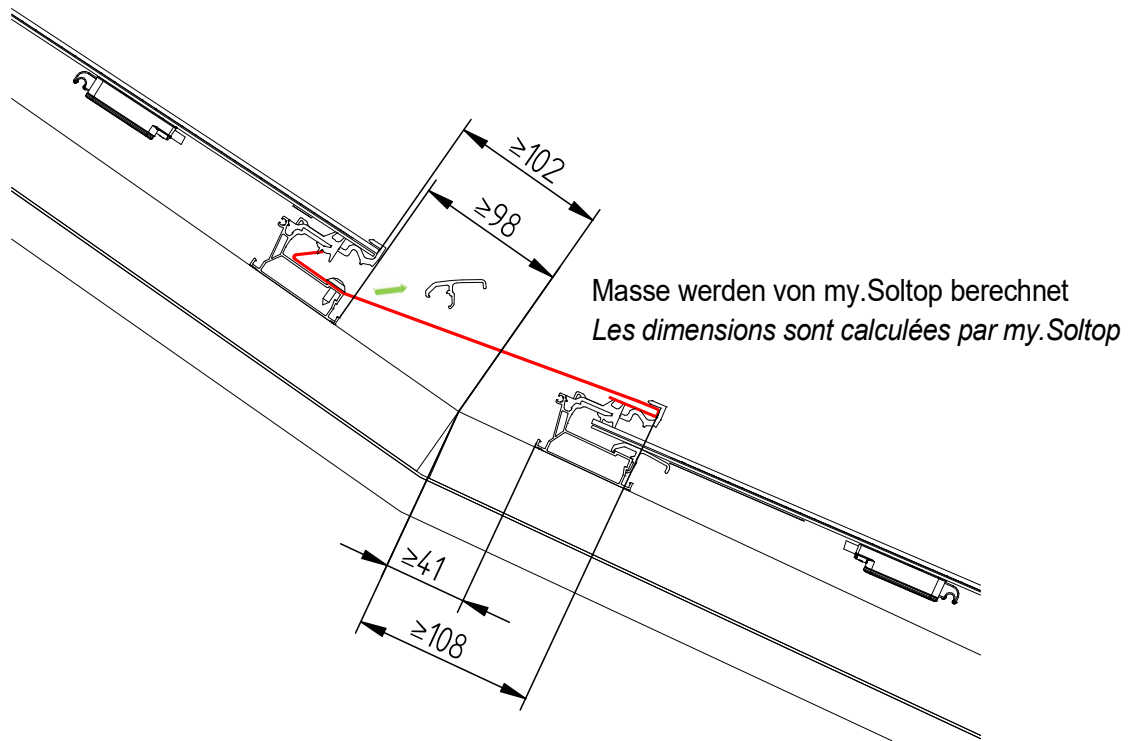 ≥102
≥98
Masse werden von my.Soltop berechnet
Les dimensions sont calculées par my.Soltop
≥41
≥108